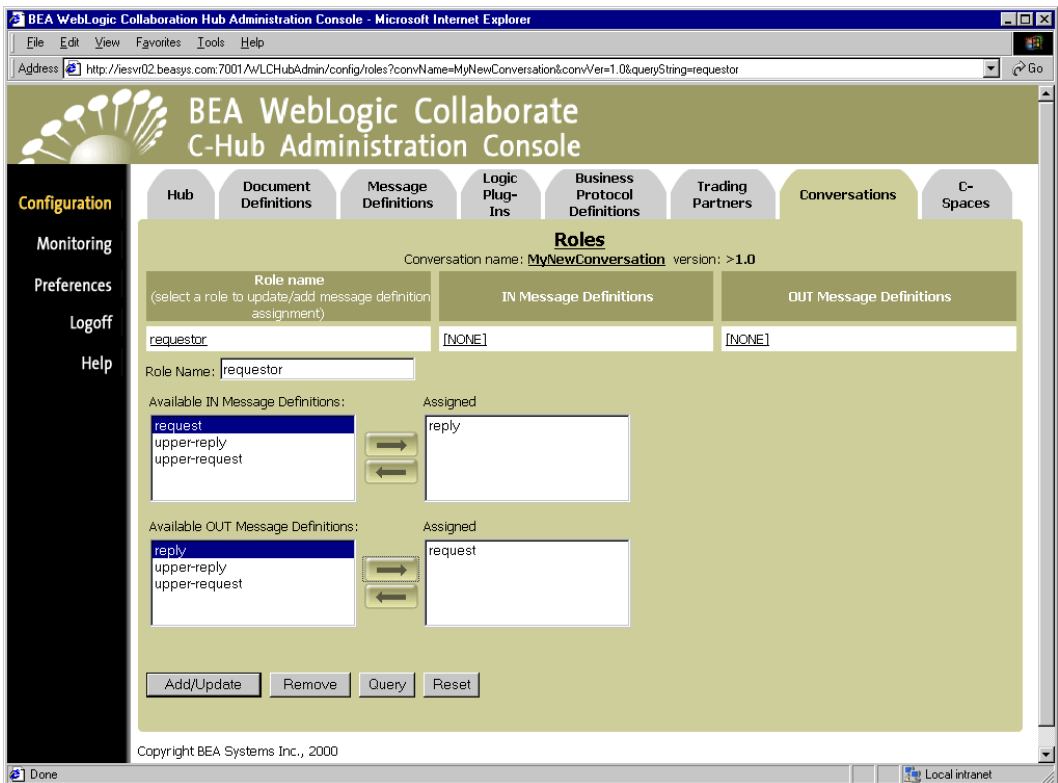 BEA WebLogic Collaboration Hub Administration Console - Microsoft Internet Explorer
File Edit View Favorites Tools Help
Address http://iesvr02.beasys.com:7001/WLCHubAdmin/config/roles?convName=MyNewConversation&convVer=1.0&queryString=requestor Go
BEA WebLogic Collaborate
C-Hub Administration Console
Configuration
Monitoring
Preferences
Logoff
Help
Hub
Document
Definitions
Message
Definitions
Logic
Plug-
Ins
Business
Protocol
Definitions
Trading
Partners
Conversations
C-
Spaces
Roles
Conversation name: MyNewConversation version: >1.0
Role name
(select a role to update/add message definition
assignment)
IN Message Definitions
OUT Message Definitions
requestor [NONE] [NONE]
Role Name: requestor
Available IN Message Definitions: Assigned
request
upper-reply
upper-request
reply
Available OUT Message Definitions: Assigned
reply
upper-reply
upper-request
request
Add/Update Remove Query Reset
Copyright BEA Systems Inc., 2000
Done Local intranet